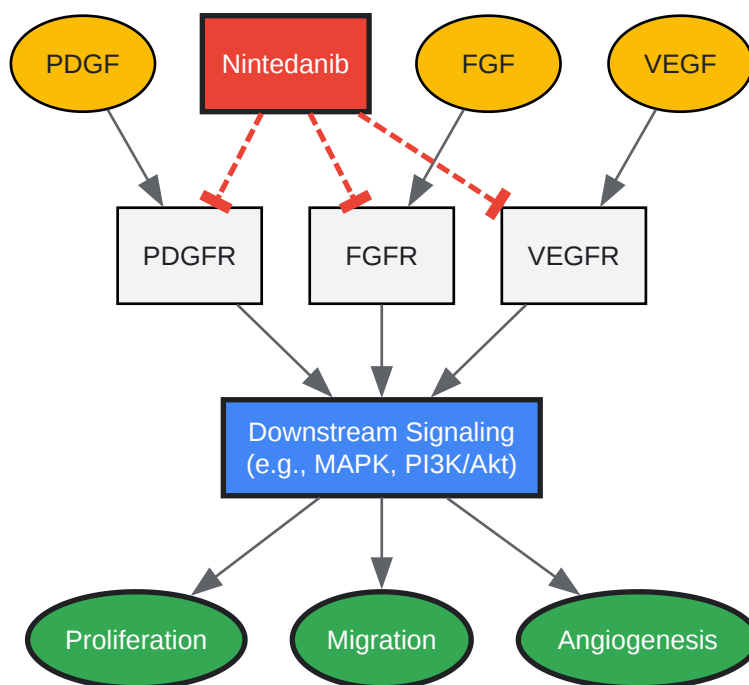 PDGF
Nintedanib
FGF
VEGF
PDGFR
FGFR
VEGFR
Downstream Signaling
(e.g., MAPK, PI3K/Akt)
Proliferation
Migration
Angiogenesis